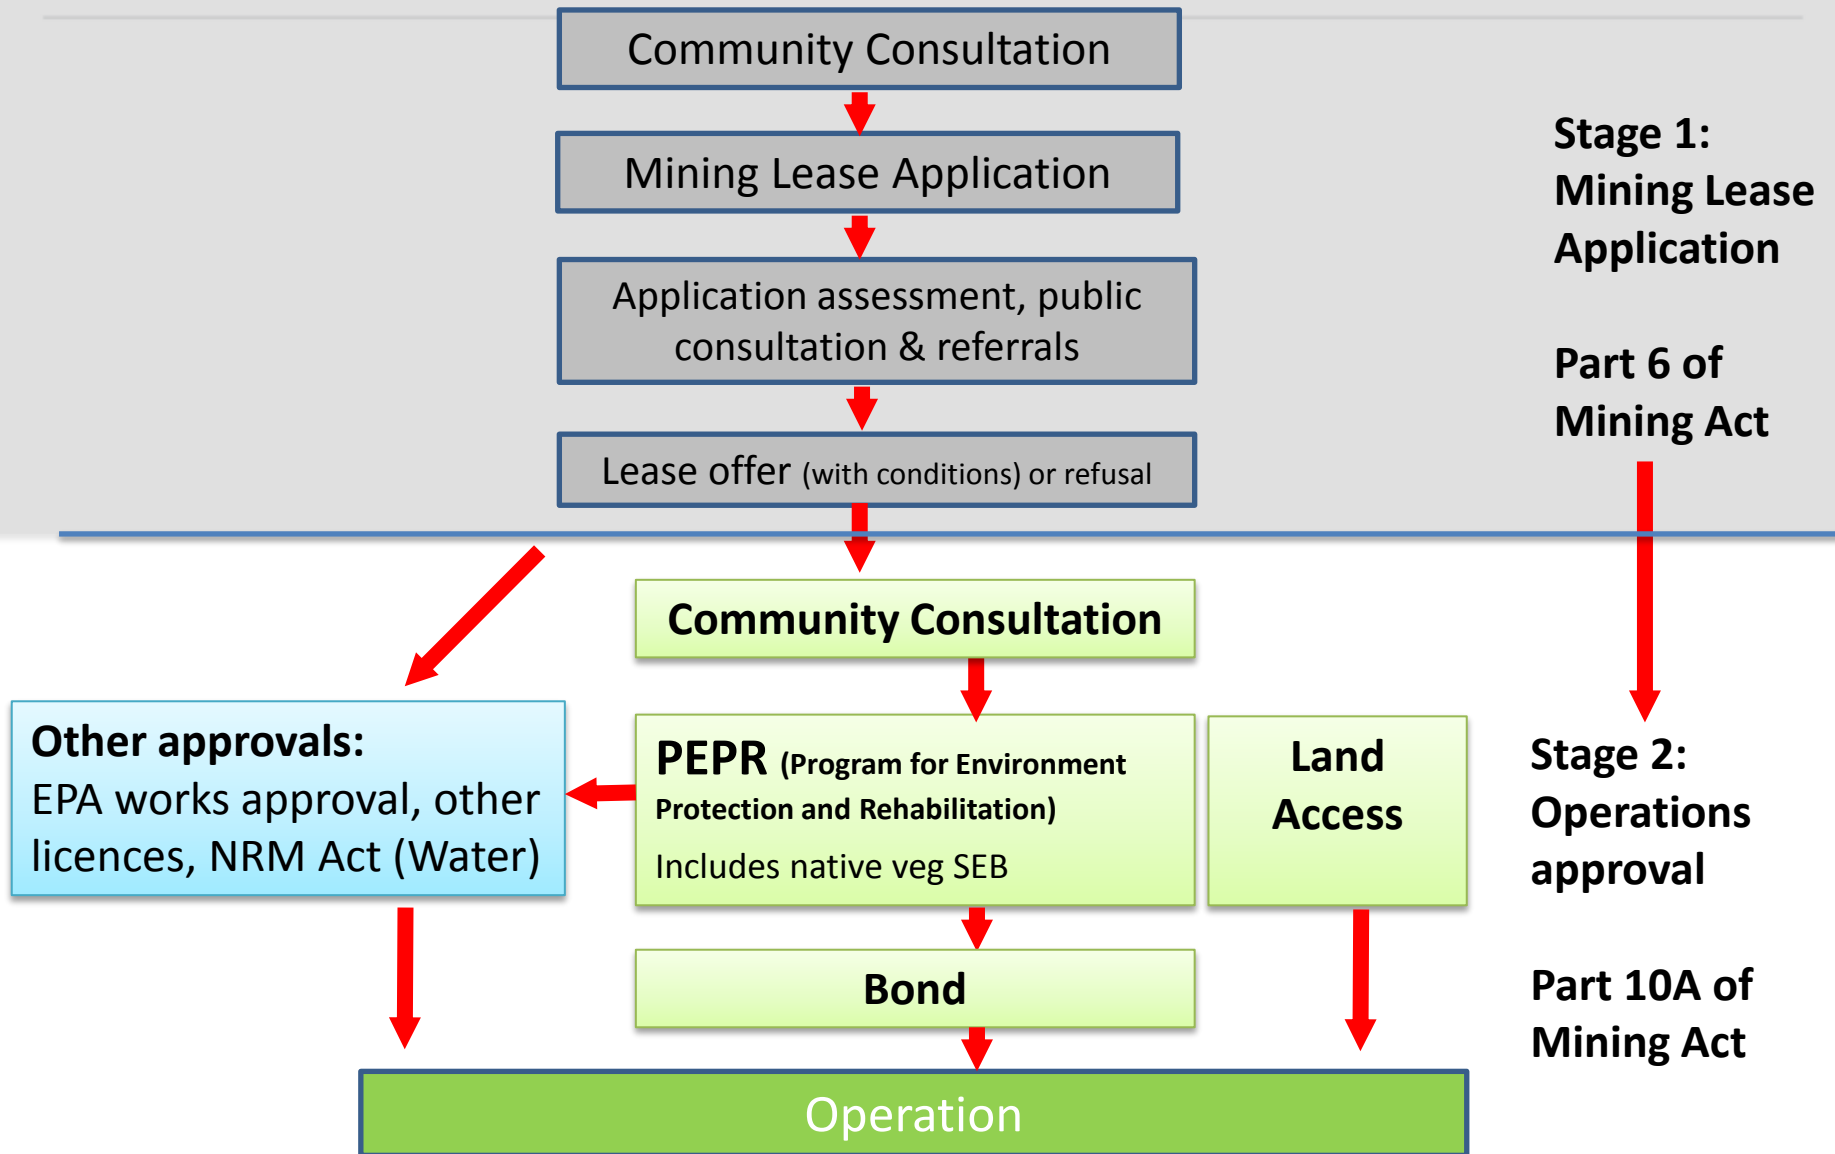 Community Consultation
Mining Lease Application
Application assessment, public
consultation & referrals
Lease offer (with conditions) or refusal
Stage 1:
Mining Lease
Application
Part 6 of
Mining Act
Community Consultation
Other approvals:
EPA works approval, other
licences, NRM Act (Water)
PEPR (Program for Environment
Protection and Rehabilitation)
Includes native veg SEB
Land
Access
Bond
Stage 2:
Operations
approval
Part 10A of
Mining Act
Operation